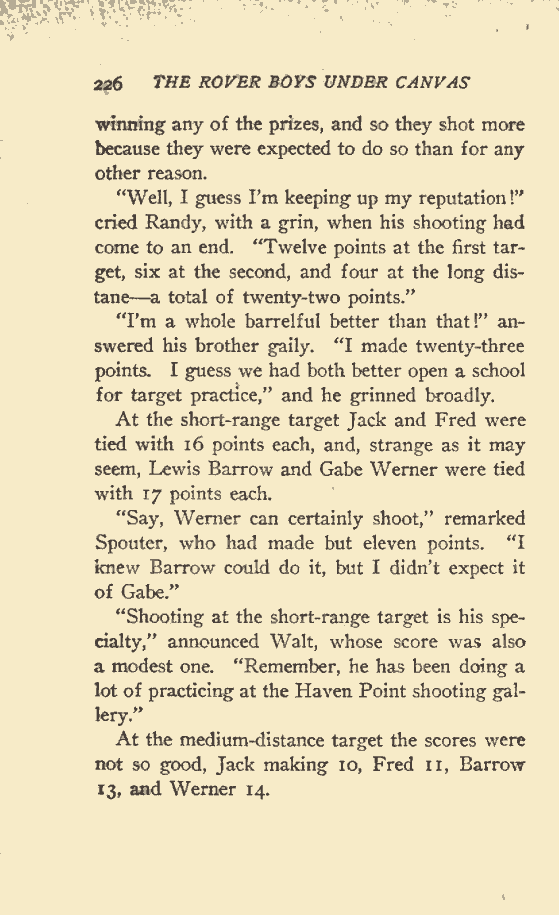 226 THE ROVER BOYS UNDER CANVAS
winning any of the prizes, and so they shot more
because they were expected to do so than for any
other reason.
"Well, I guess I'm keeping up my reputation!"
cried Randy, with a grin, when his shooting had
come to an end. "Twelve points at the first tar-
get, six at the second, and four at the long dis-
tane—a total of twenty-two points."
"I'm a whole barrelful better than that!" an-
swered his brother gaily. "I made twenty-three
points. I guess we had both better open a school
for target practice," and he grinned broadly.
At the short-range target Jack and Fred were
tied with 16 points each, and, strange as it may
seem, Lewis Barrow and Gabe Werner were tied
with 17 points each.
"Say, Werner can certainly shoot," remarked
Spouter, who had made but eleven points. "I
knew Barrow could do it, but I didn't expect it
of Gabe."
"Shooting at the short-range target is his spe-
cialty," announced Walt, whose score was also
a modest one. "Remember, he has been doing a
lot of practicing at the Haven Point shooting gal-
lery."
At the medium-distance target the scores were
not so good, Jack making 10, Fred 11, Barrow
13, and Werner 14.